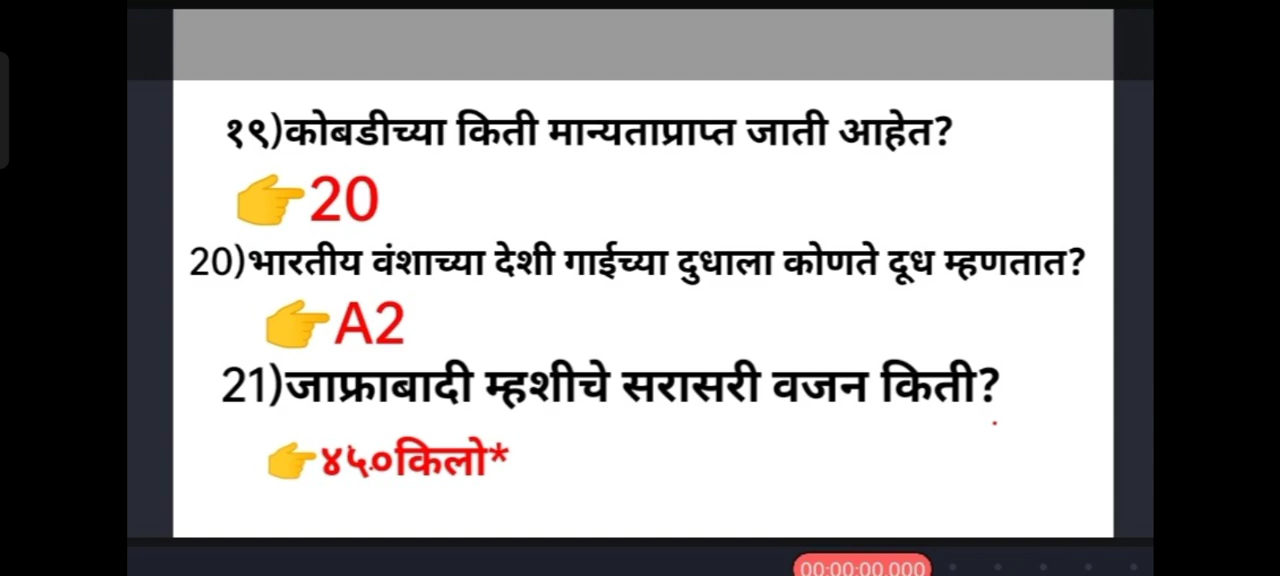 १९)कोबडीच्या किती मान्यताप्राप्त जाती आहेत?
👉20
20)भारतीय वंशाच्या देशी गाईच्या दुधाला कोणते दूध म्हणतात?
👉A2
21)जाफ्राबादी म्हशीचे सरासरी वजन किती?
👉४५०किलो*
00:00:00.000